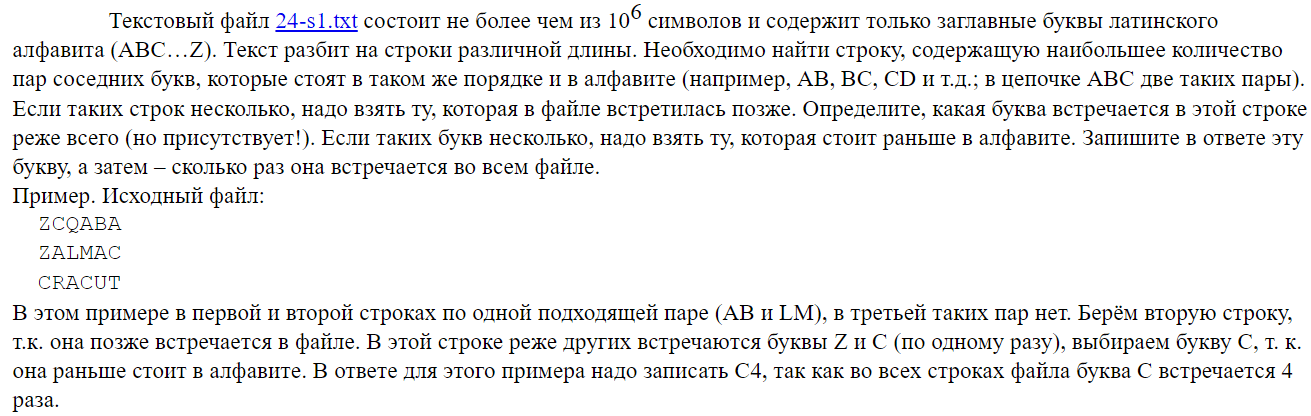 Текстовый файл 24-s1.txt состоит не более чем из 10⁶ символов и содержит только заглавные буквы латинского
алфавита (ABC…Z). Текст разбит на строки различной длины. Необходимо найти строку, содержащую наибольшее количество
пар соседних букв, которые стоят в таком же порядке и в алфавите (например, AB, BC, CD и т.д.; в цепочке ABC две таких пары).
Если таких строк несколько, надо взять ту, которая в файле встретилась позже. Определите, какая буква встречается в этой строке
реже всего (но присутствует!). Если таких букв несколько, надо взять ту, которая стоит раньше в алфавите. Запишите в ответе эту
букву, а затем – сколько раз она встречается во всем файле.
Пример. Исходный файл:
ZCQABA
ZALMAC
CRACUT
В этом примере в первой и второй строках по одной подходящей паре (AB и LM), в третьей таких пар нет. Берём вторую строку,
т.к. она позже встречается в файле. В этой строке реже других встречаются буквы Z и C (по одному разу), выбираем букву C, т. к.
она раньше стоит в алфавите. В ответе для этого примера надо записать C4, так как во всех строках файла буква C встречается 4
раза.